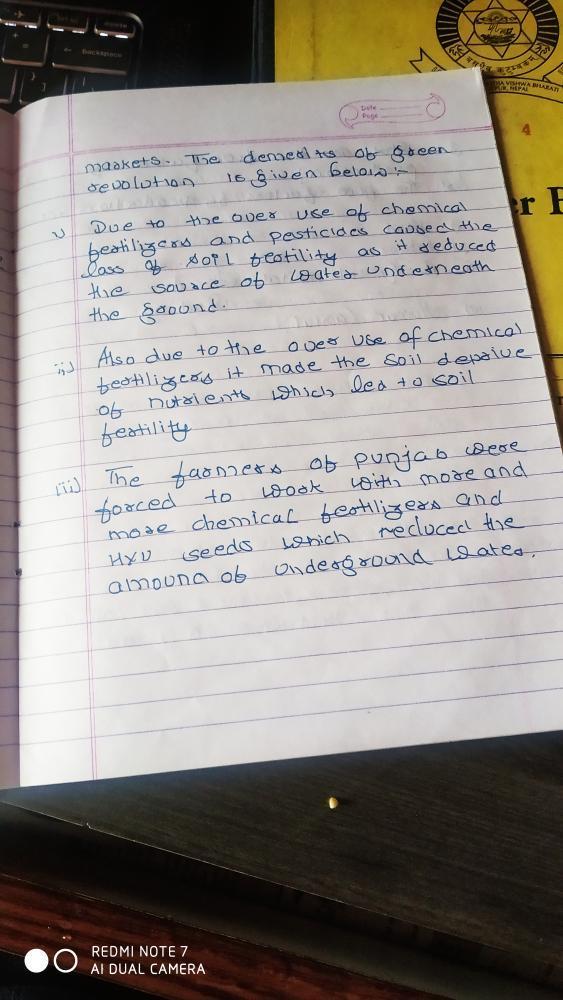 Backspace
VISHWA BHARATI
PUR, NEPAL
Date
Page
4
er
markets. The demerits of green
revolution is given below:-
i) Due to the over use of chemical
fertilizers and pesticides caused the
loss of soil fertility as it reduced
the source of water underneath
the ground.
ii) Also due to the over use of chemical
fertilizers it made the soil deprive
of nutrients which led to soil
fertility
iii) The farmers of punjab were
forced to work with more and
more chemical fertilizers and
HYV seeds which reduced the
amouna of underground water.
REDMI NOTE 7
AI DUAL CAMERA